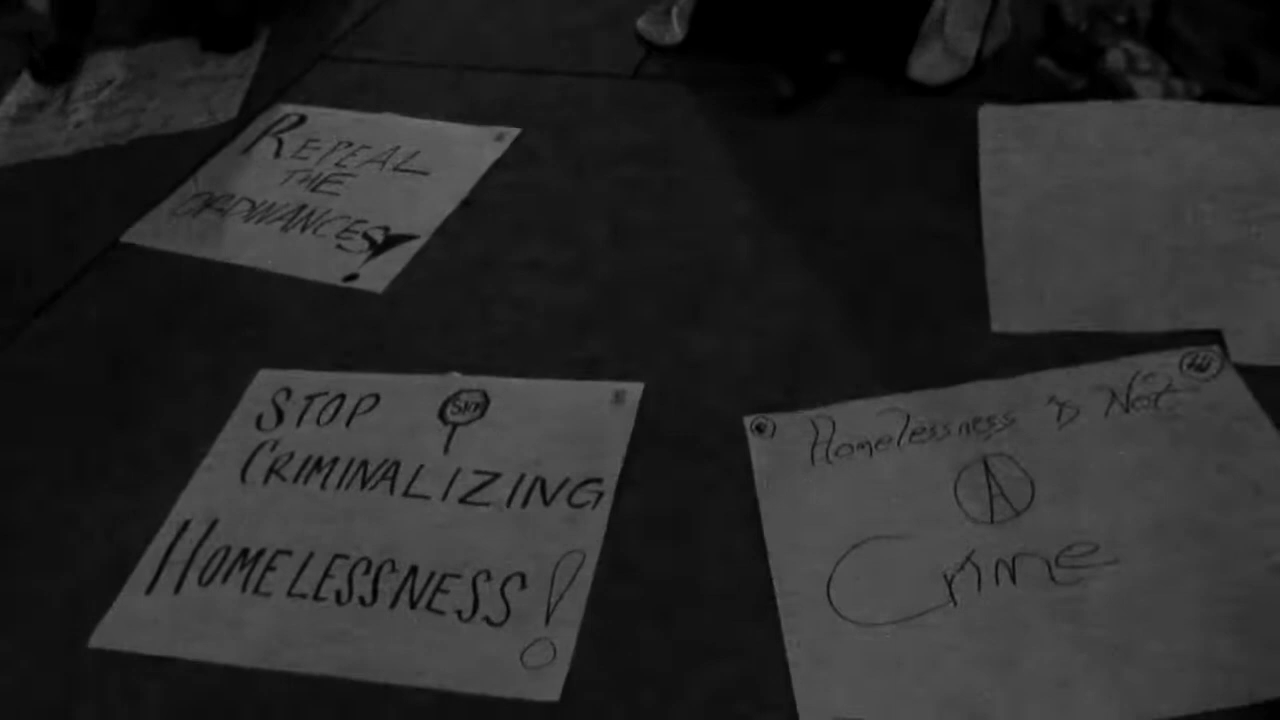 REPEAL
THE
ORDINANCES!
STOP
CRIMINALIZING
HOMELESSNESS!
Homelessness is Not
A
Crime